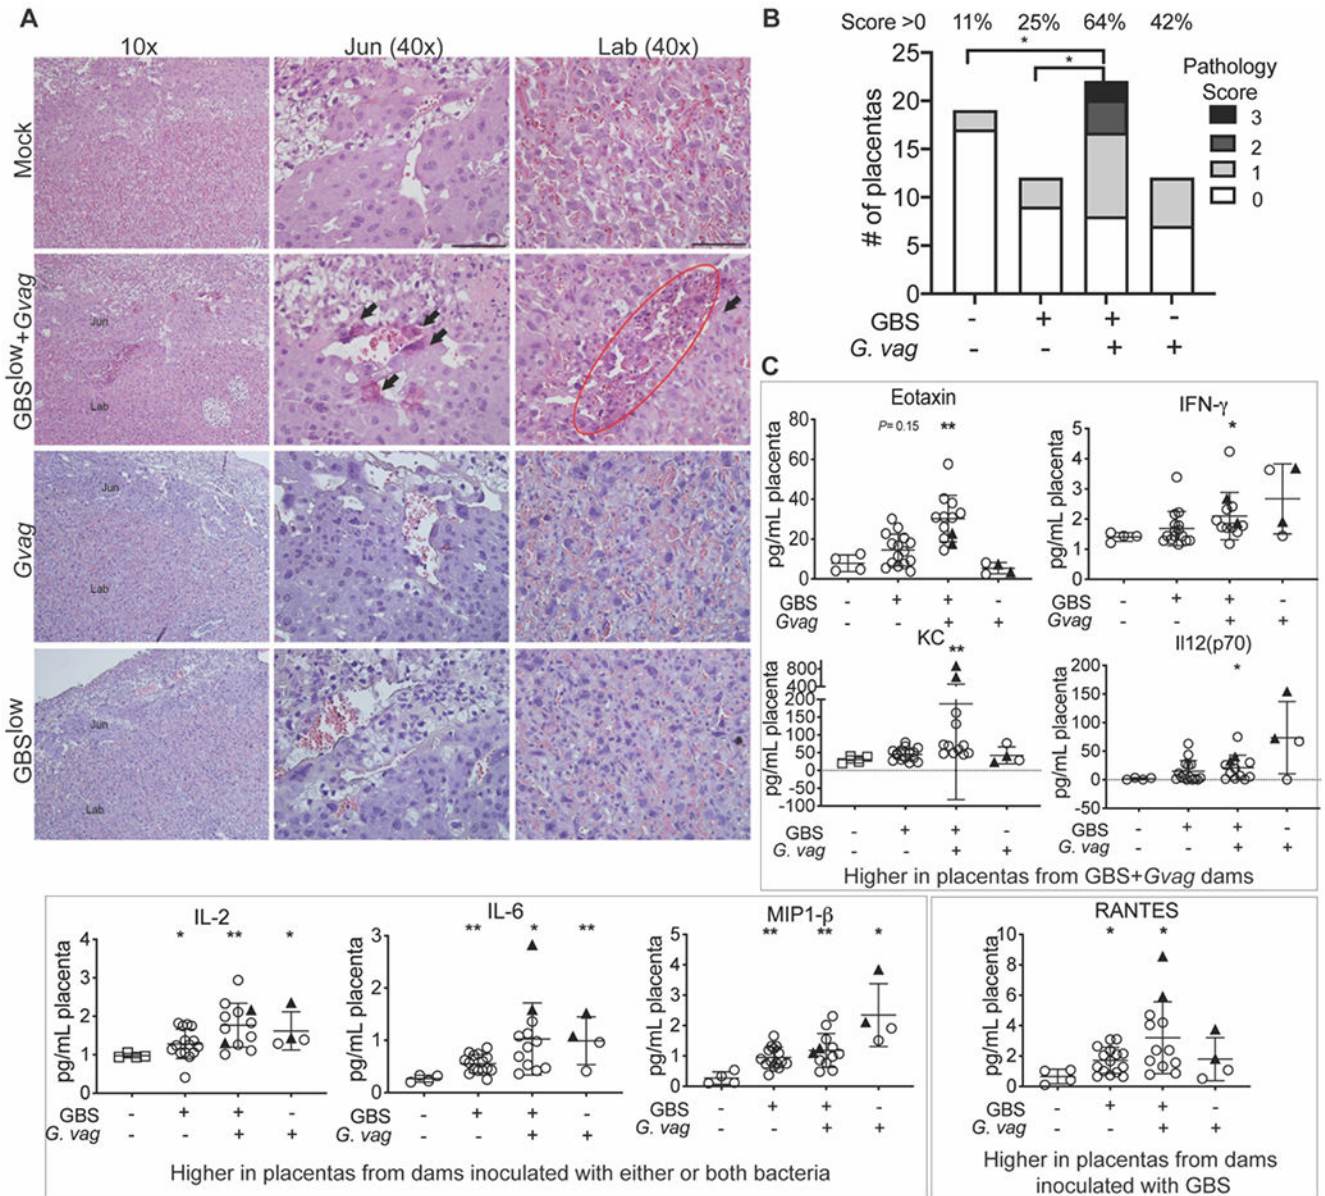 A
10x
Jun (40x)
Lab (40x)
Mock
GBSlow+Gvag
Jun
Lab
Gvag
Jun
Lab
GBSlow
Jun
Lab
B
Score >0 11% 25% 64% 42%
* *
# of placentas
25
20
15
10
5
0
Pathology
Score
3
2
1
0
GBS - + + -
G. vag - - + +
C
Eotaxin
P= 0.15 **
pg/mL placenta
80
60
40
20
0
GBS - + + -
Gvag - - + +
IFN-γ
*
pg/mL placenta
5
4
3
2
1
0
GBS - + + -
Gvag - - + +
KC
**
pg/mL placenta
800
400
200
150
100
50
0
-50
-100
GBS - + + -
G. vag - - + +
Il12(p70)
*
pg/mL placenta
200
150
100
50
0
-50
GBS - + + -
G. vag - - + +
Higher in placentas from GBS+Gvag dams
IL-2
* ** *
pg/mL placenta
4
3
2
1
0
GBS - + + -
G. vag - - + +
IL-6
** * **
pg/mL placenta
3
2
1
0
GBS - + + -
G. vag - - + +
MIP1-β
** ** *
pg/mL placenta
5
4
3
2
1
0
GBS - + + -
G. vag - - + +
Higher in placentas from dams inoculated with either or both bacteria
RANTES
* *
pg/mL placenta
10
8
6
4
2
0
GBS - + + -
G. vag - - + +
Higher in placentas from dams
inoculated with GBS